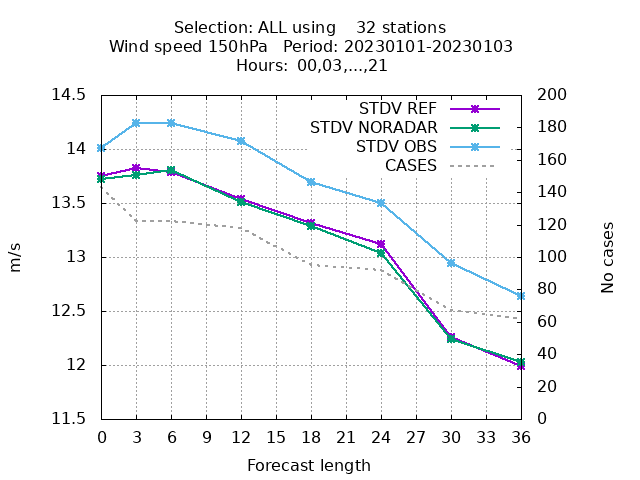 Selection: ALL using    32 stations
Wind speed 150hPa   Period: 20230101-20230103
Hours:  00,03,...,21
14.5
14
13.5
13
12.5
12
11.5
m/s
STDV REF
STDV NORADAR
STDV OBS
CASES
200
180
160
140
120
100
80
60
40
20
0
No cases
0 3 6 9 12 15 18 21 24 27 30 33 36
Forecast length